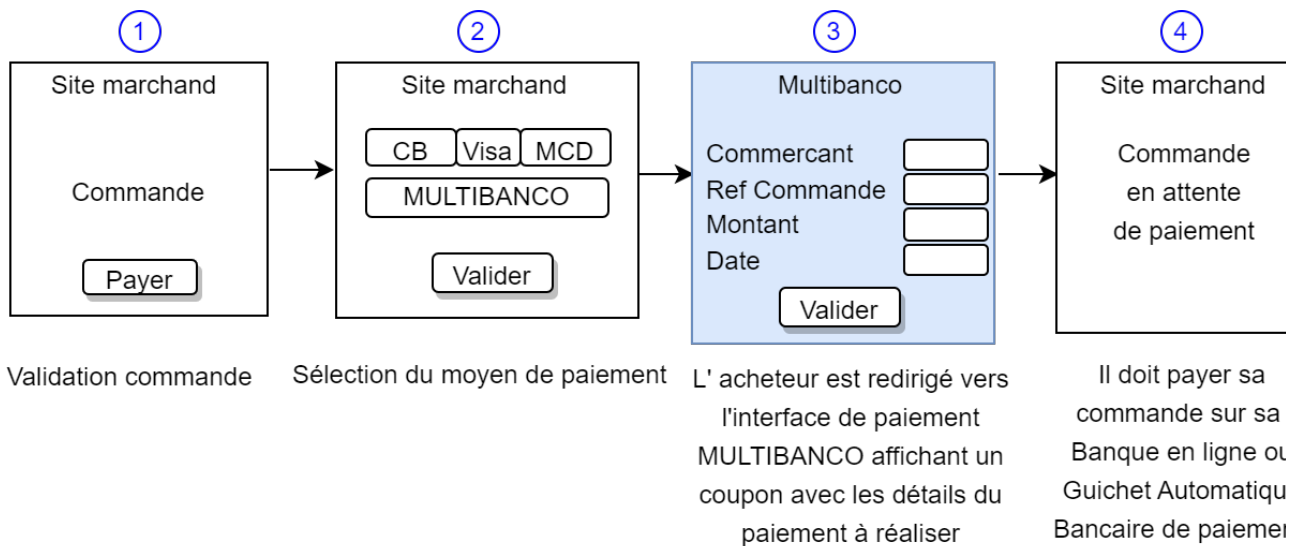 1
Site marchand
Commande
Payer
Validation commande
2
Site marchand
CB Visa MCD
MULTIBANCO
Valider
Sélection du moyen de paiement
3
Multibanco
Commercant
Ref Commande
Montant
Date
Valider
L' acheteur est redirigé vers
l'interface de paiement
MULTIBANCO affichant un
coupon avec les détails du
paiement à réaliser
4
Site marchand
Commande
en attente
de paiement
Il doit payer sa
commande sur sa
Banque en ligne ou
Guichet Automatiqu
Bancaire de paiemen